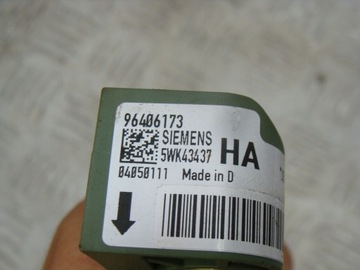 96406173
SIEMENS
5WK43437
HA
04050111 Made in D